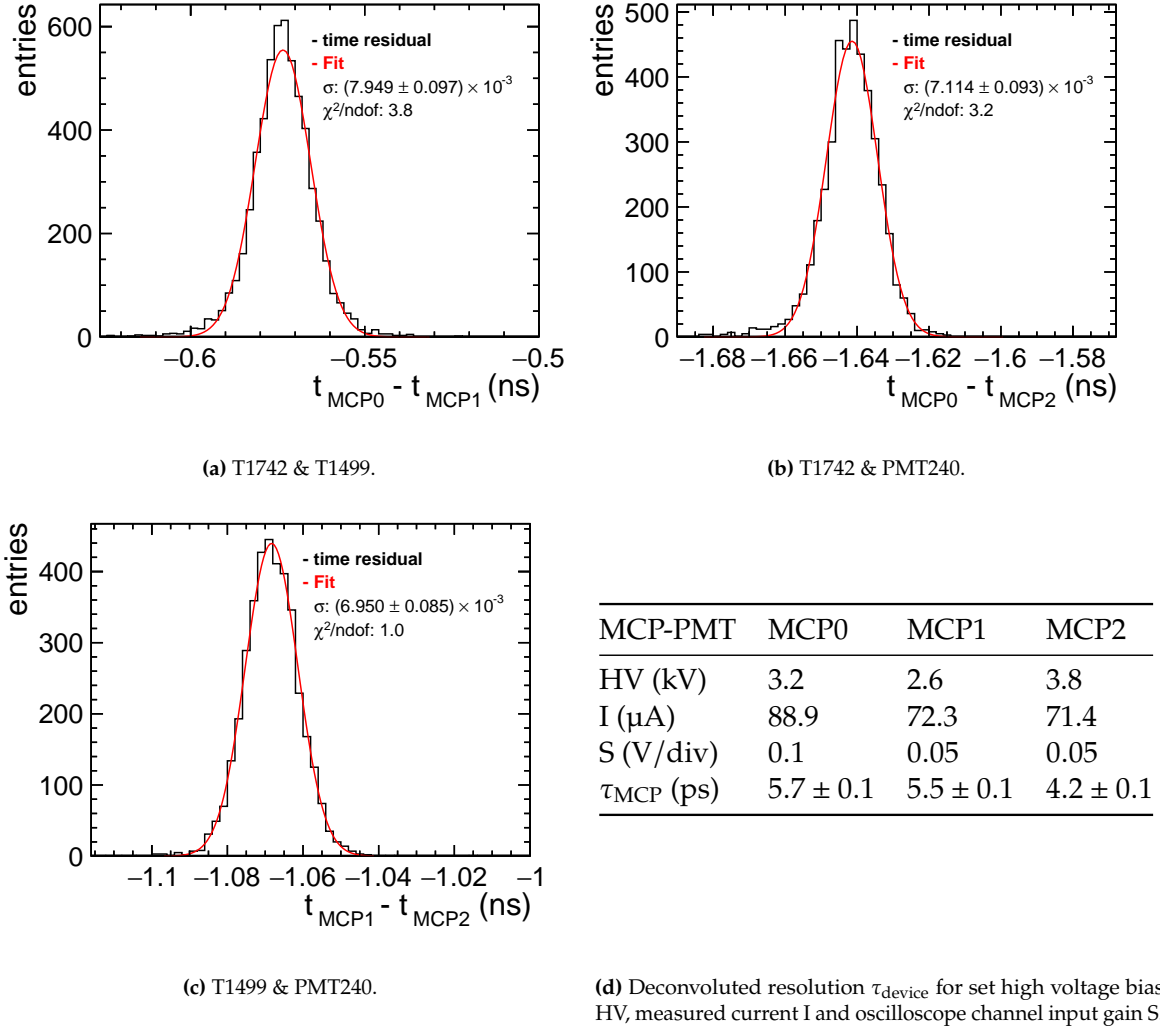 entries
600
400
200
0
- time residual
- Fit
σ: (7.949 ± 0.097) × 10⁻³
χ²/ndof: 3.8
−0.6 −0.55 −0.5
t MCP0 - t MCP1 (ns)
(a) T1742 & T1499.
entries
500
400
300
200
100
0
- time residual
- Fit
σ: (7.114 ± 0.093) × 10⁻³
χ²/ndof: 3.2
−1.68 −1.66 −1.64 −1.62 −1.6 −1.58
t MCP0 - t MCP2 (ns)
(b) T1742 & PMT240.
entries
400
300
200
100
0
- time residual
- Fit
σ: (6.950 ± 0.085) × 10⁻³
χ²/ndof: 1.0
−1.1 −1.08 −1.06 −1.04 −1.02 −1
t MCP1 - t MCP2 (ns)
(c) T1499 & PMT240.
MCP-PMT MCP0 MCP1 MCP2
HV (kV) 3.2 2.6 3.8
I (µA) 88.9 72.3 71.4
S (V/div) 0.1 0.05 0.05
τMCP (ps) 5.7 ± 0.1 5.5 ± 0.1 4.2 ± 0.1
(d) Deconvoluted resolution τdevice for set high voltage bias
HV, measured current I and oscilloscope channel input gain S